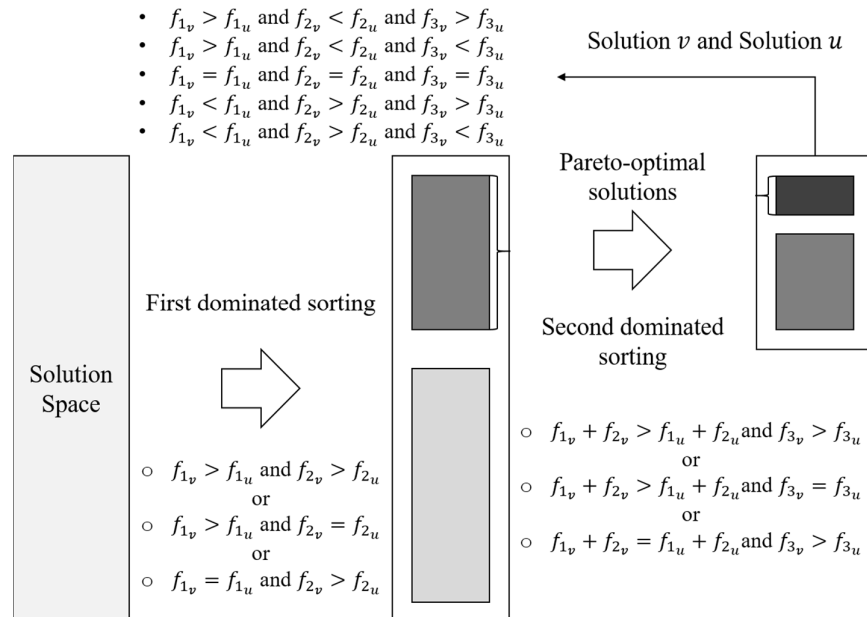 • f₁ᵥ > f₁ᵤ and f₂ᵥ < f₂ᵤ and f₃ᵥ > f₃ᵤ
• f₁ᵥ > f₁ᵤ and f₂ᵥ < f₂ᵤ and f₃ᵥ < f₃ᵤ
• f₁ᵥ = f₁ᵤ and f₂ᵥ = f₂ᵤ and f₃ᵥ = f₃ᵤ
• f₁ᵥ < f₁ᵤ and f₂ᵥ > f₂ᵤ and f₃ᵥ > f₃ᵤ
• f₁ᵥ < f₁ᵤ and f₂ᵥ > f₂ᵤ and f₃ᵥ < f₃ᵤ
Solution v and Solution u
Solution
Space
First dominated sorting
○ f₁ᵥ > f₁ᵤ and f₂ᵥ > f₂ᵤ
or
○ f₁ᵥ > f₁ᵤ and f₂ᵥ = f₂ᵤ
or
○ f₁ᵥ = f₁ᵤ and f₂ᵥ > f₂ᵤ
Pareto-optimal
solutions
Second dominated
sorting
○ f₁ᵥ + f₂ᵥ > f₁ᵤ + f₂ᵤ and f₃ᵥ > f₃ᵤ
or
○ f₁ᵥ + f₂ᵥ > f₁ᵤ + f₂ᵤ and f₃ᵥ = f₃ᵤ
or
○ f₁ᵥ + f₂ᵥ = f₁ᵤ + f₂ᵤ and f₃ᵥ > f₃ᵤ